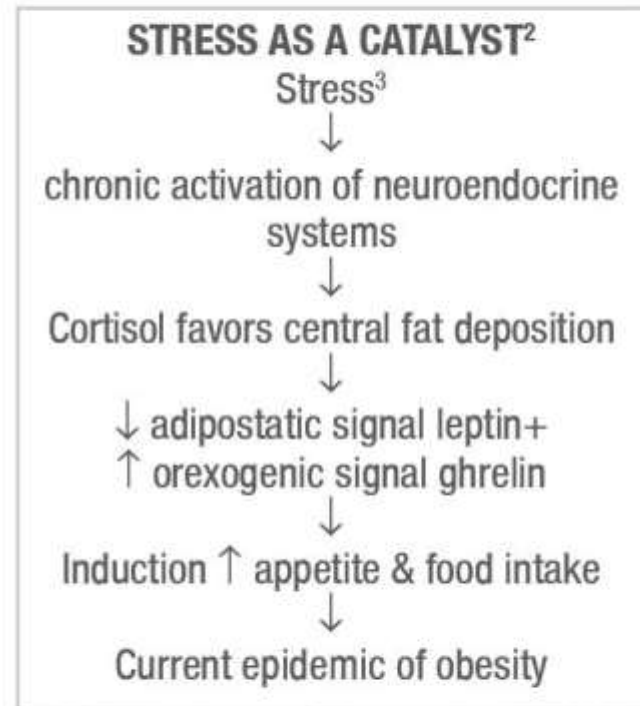 STRESS AS A CATALYST²
Stress³
↓
chronic activation of neuroendocrine
systems
↓
Cortisol favors central fat deposition
↓
↓ adipostatic signal leptin+
↑ orexogenic signal ghrelin
↓
Induction ↑ appetite & food intake
↓
Current epidemic of obesity